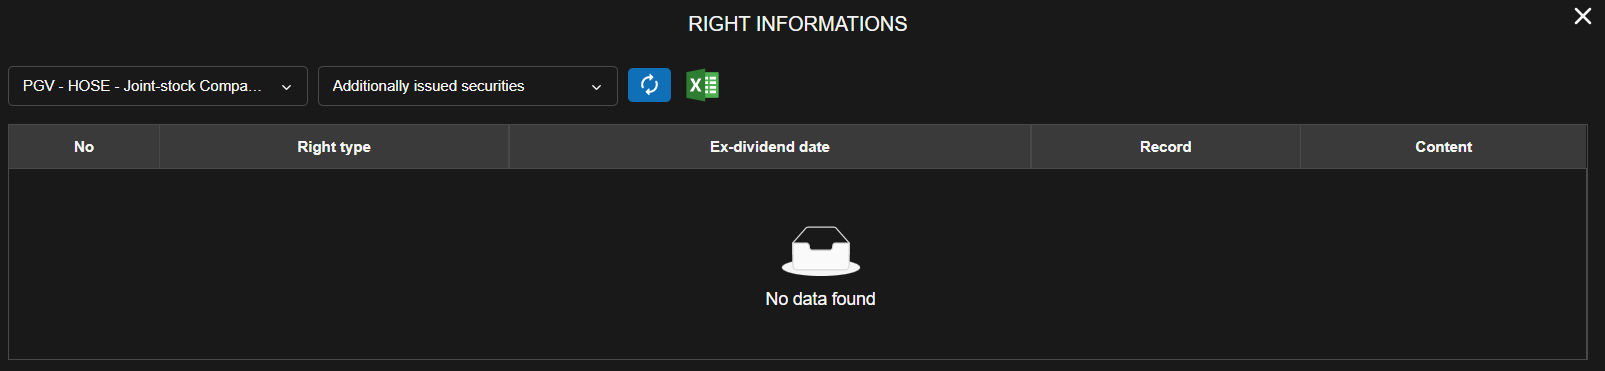 RIGHT INFORMATIONS
PGV - HOSE - Joint-stock Compa...
Additionally issued securities
X
No
Right type
Ex-dividend date
Record
Content
No data found